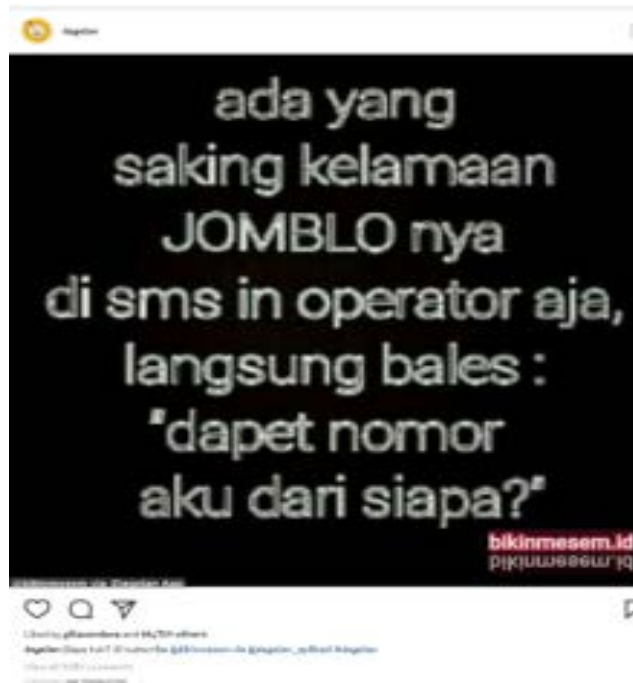 dagelan
ada yang
saking kelamaan
JOMBLO nya
di sms in operator aja,
langsung bales :
"dapet nomor
aku dari siapa?"
bikinmesem.id